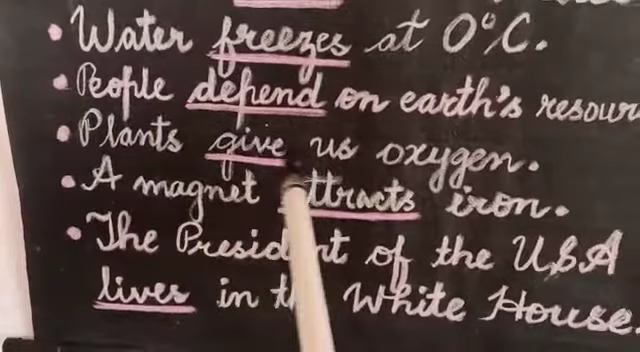 Water freezes at 0°C.
People depend on earth's
Plants give us oxygen.
A magnet attracts iron.
The President of the USA
lives in the White House.